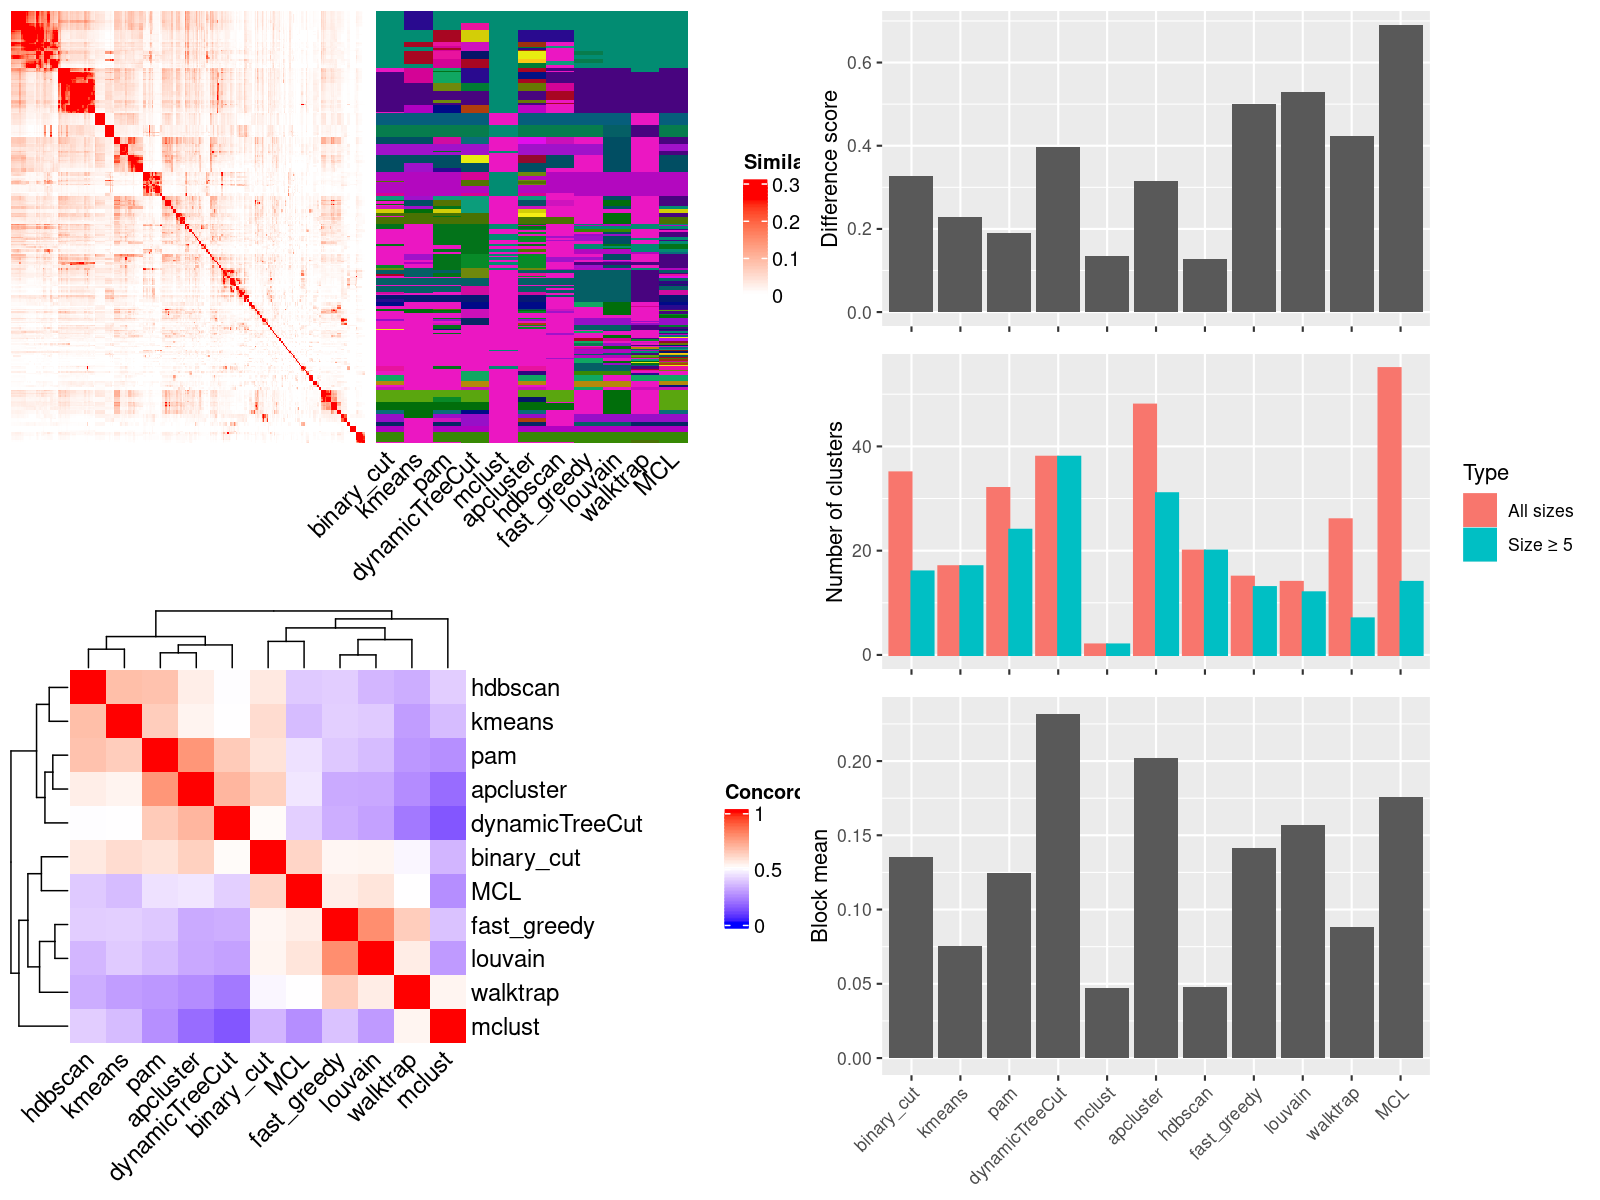 Simila
0.3
0.2
0.1
0
binary_cut
kmeans
pam
dynamicTreeCut
mclust
apcluster
hdbscan
fast_greedy
louvain
walktrap
MCL
hdbscan
kmeans
pam
apcluster
dynamicTreeCut
binary_cut
MCL
fast_greedy
louvain
walktrap
mclust
hdbscan
kmeans
pam
apcluster
dynamicTreeCut
binary_cut
MCL
fast_greedy
louvain
walktrap
mclust
Concord
1
0.5
0
Difference score
0.6
0.4
0.2
0.0
Number of clusters
40
20
0
Type
All sizes
Size ≥ 5
Block mean
0.20
0.15
0.10
0.05
0.00
binary_cut
kmeans
pam
dynamicTreeCut
mclust
apcluster
hdbscan
fast_greedy
louvain
walktrap
MCL